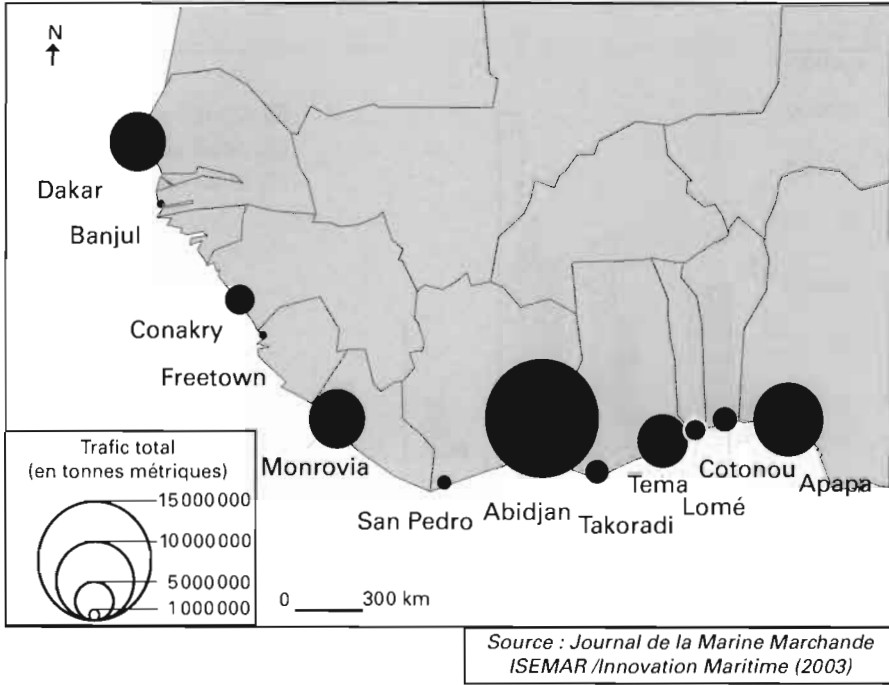 N
Dakar
Banjul
Conakry
Freetown
Monrovia
San Pedro
Abidjan
Takoradi
Tema
Lomé
Cotonou
Apapa
Trafic total
(en tonnes métriques)
15 000 000
10 000 000
5 000 000
1 000 000
0 300 km
Source : Journal de la Marine Marchande
ISEMAR /Innovation Maritime (2003)